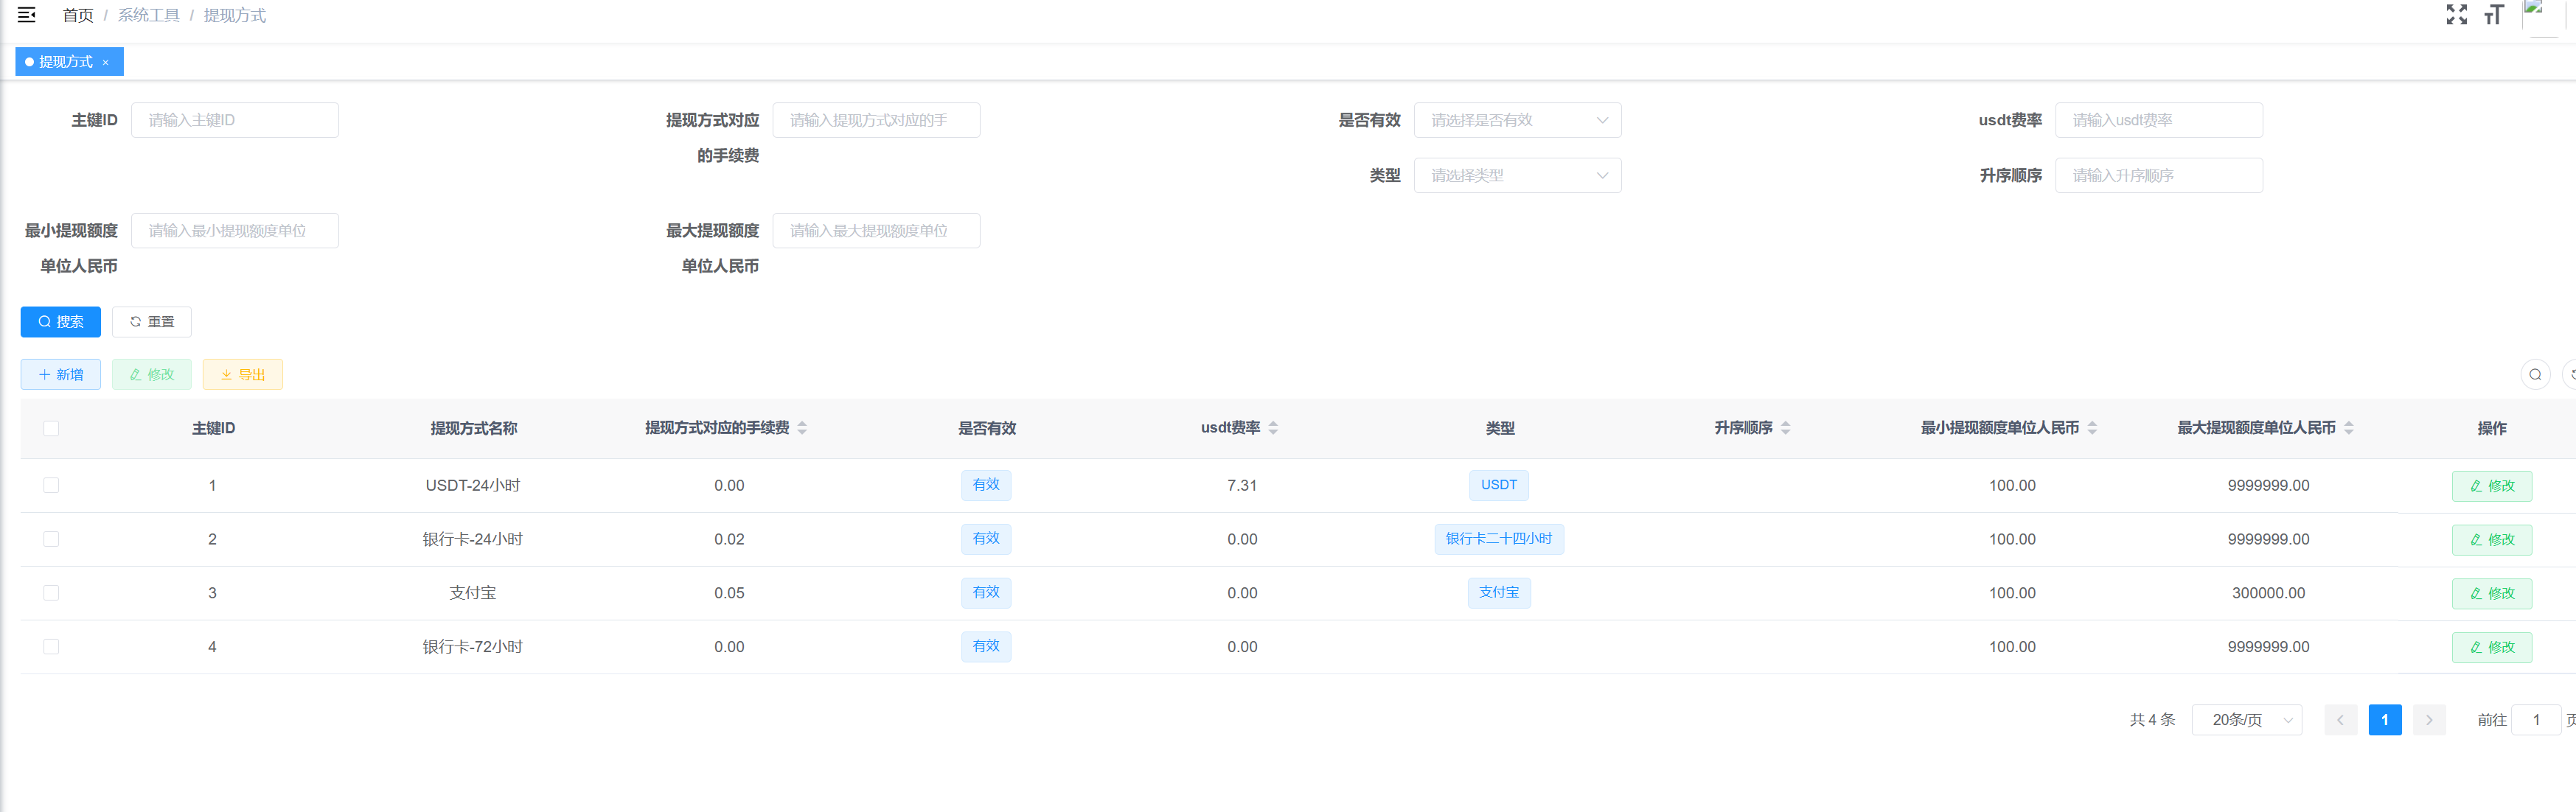 首页 / 系统工具 / 提现方式
提现方式 ×
主键ID 请输入主键ID
提现方式对应的手续费 请输入提现方式对应的手
是否有效 请选择是否有效
usdt费率 请输入usdt费率
类型 请选择类型
升序顺序 请输入升序顺序
最小提现额度单位人民币 请输入最小提现额度单位
最大提现额度单位人民币 请输入最大提现额度单位
搜索 重置
新增 修改 导出
主键ID 提现方式名称 提现方式对应的手续费 是否有效 usdt费率 类型 升序顺序 最小提现额度单位人民币 最大提现额度单位人民币 操作
1 USDT-24小时 0.00 有效 7.31 USDT 100.00 9999999.00 修改
2 银行卡-24小时 0.02 有效 0.00 银行卡二十四小时 100.00 9999999.00 修改
3 支付宝 0.05 有效 0.00 支付宝 100.00 300000.00 修改
4 银行卡-72小时 0.00 有效 0.00 100.00 9999999.00 修改
共 4 条 20条/页 1 前往 1 页